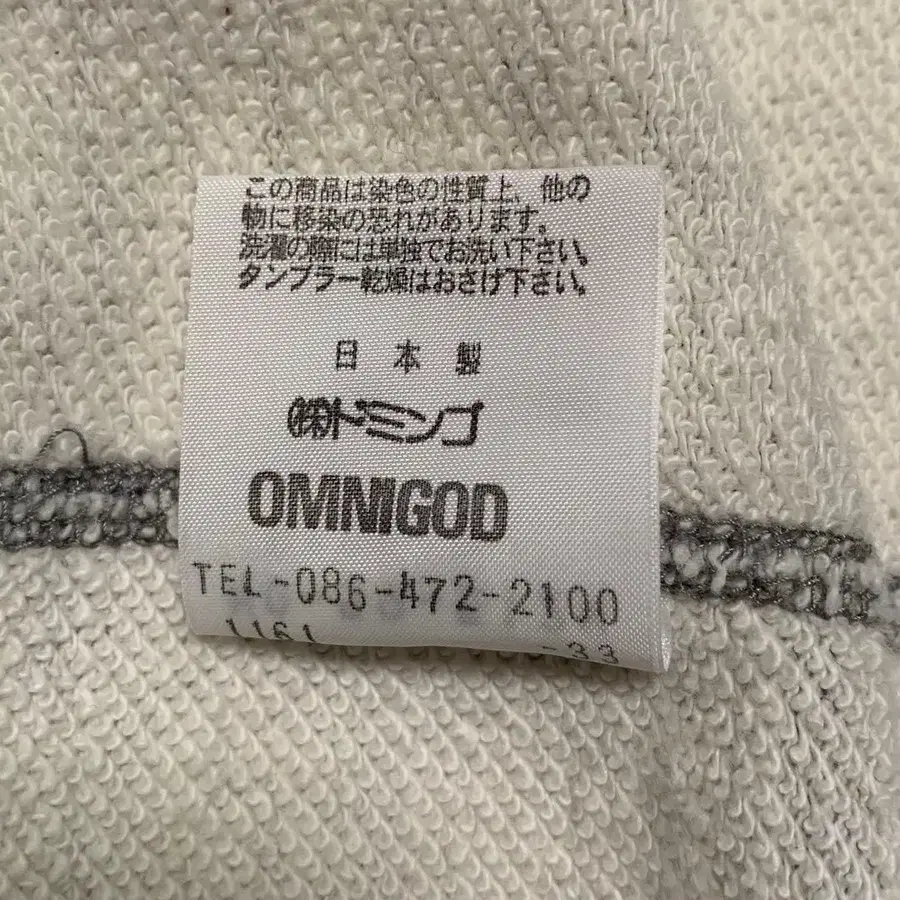 この商品は染色の性質上、他の
物に移染の恐れがあります。
洗濯の際には単独でお洗い下さい。
タンブラー乾燥はおさけ下さい。
日本製
㈱ドミンゴ
OMNIGOD
TEL-086-472-2100
1161 -33